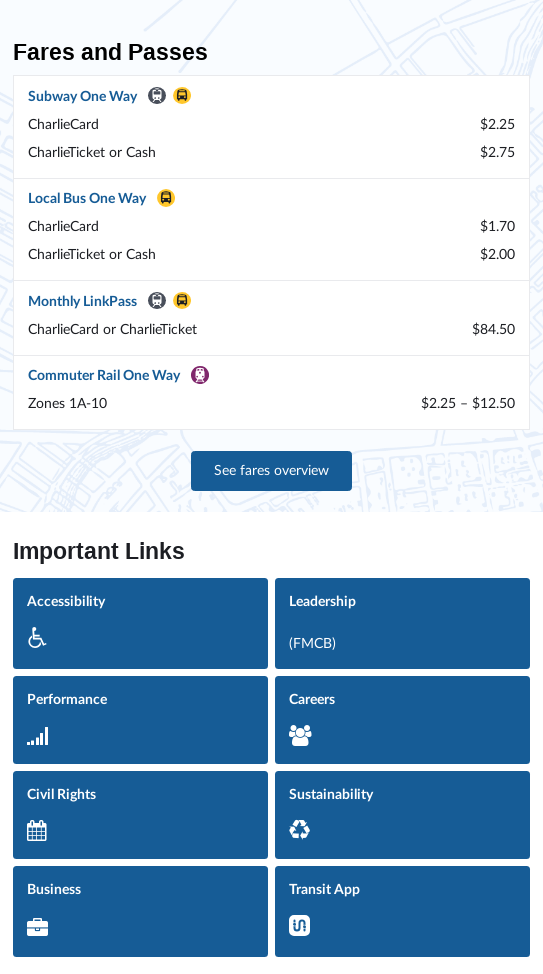 Fares and Passes
Subway One Way
CharlieCard $2.25
CharlieTicket or Cash $2.75
Local Bus One Way
CharlieCard $1.70
CharlieTicket or Cash $2.00
Monthly LinkPass
CharlieCard or CharlieTicket $84.50
Commuter Rail One Way
Zones 1A-10 $2.25 – $12.50
See fares overview
Important Links
Accessibility
Leadership
(FMCB)
Performance
Careers
Civil Rights
Sustainability
Business
Transit App